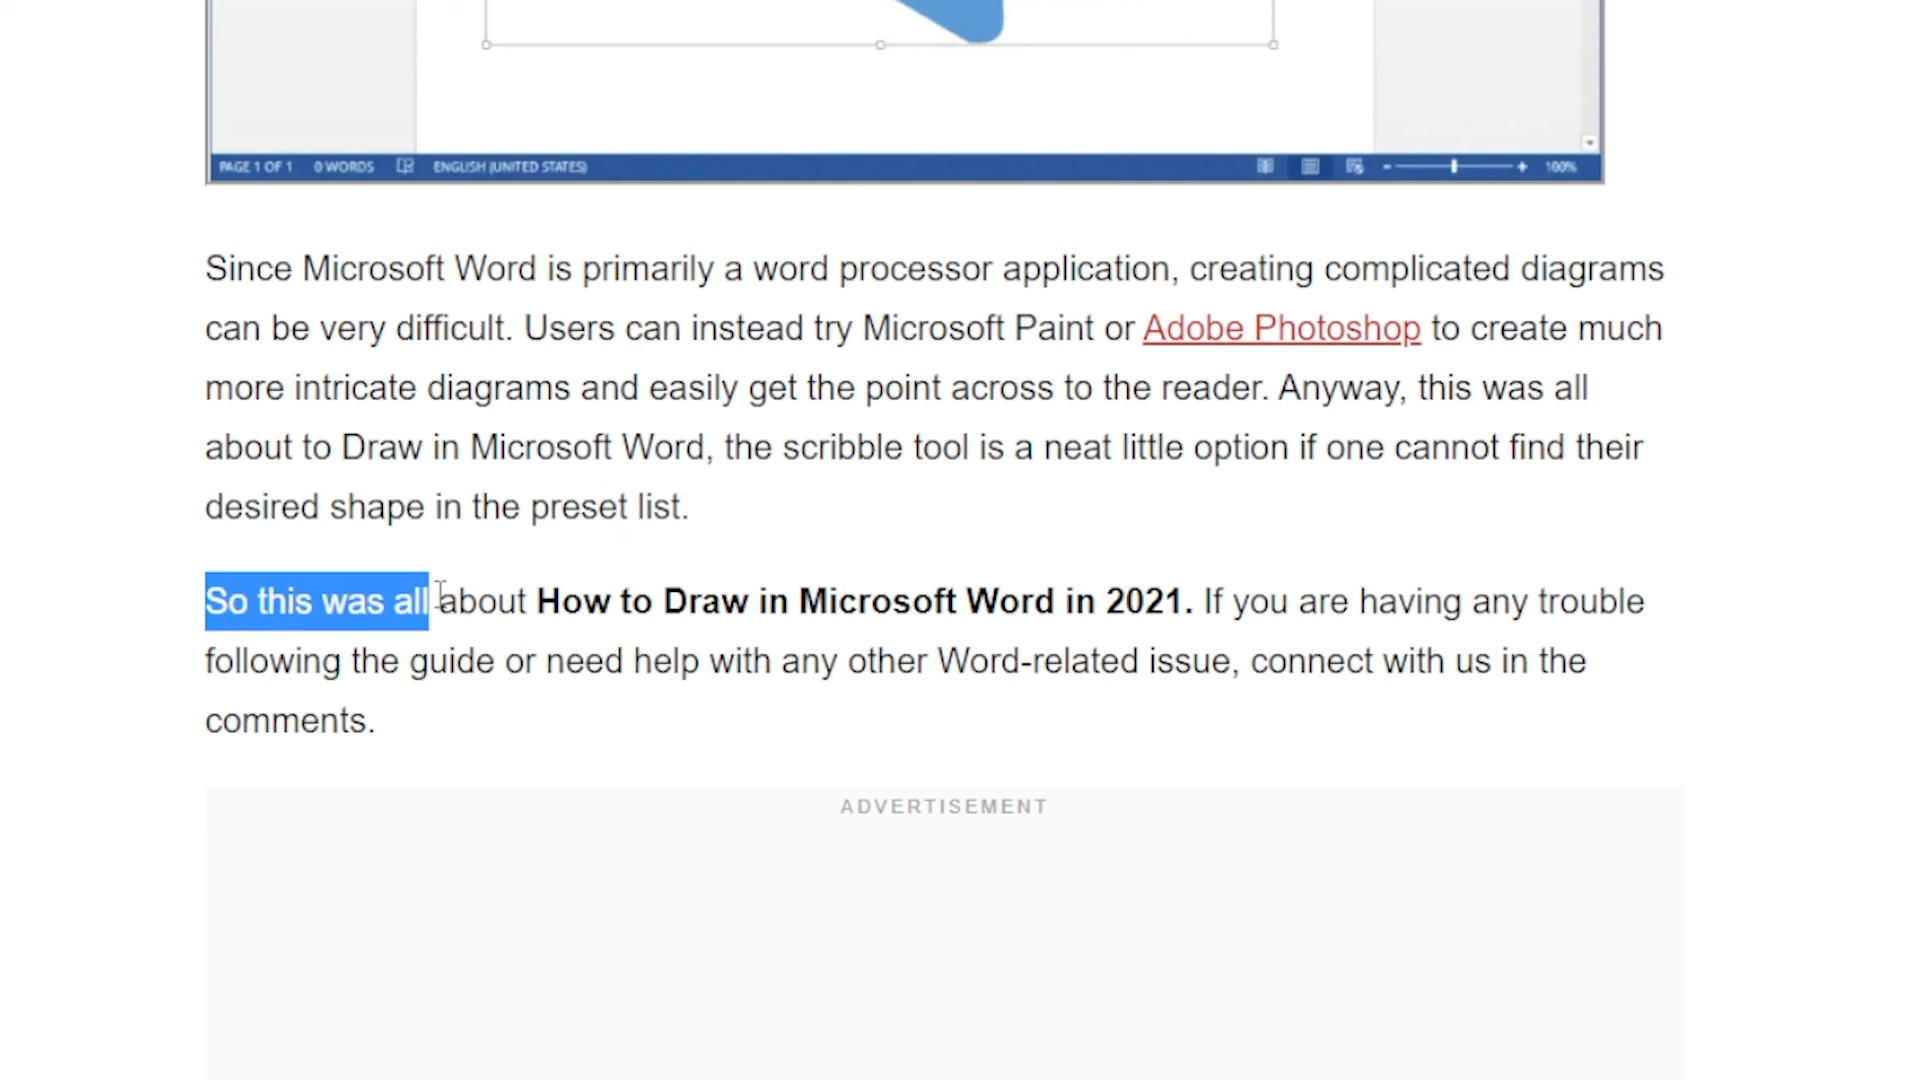 PAGE 1 OF 1 0 WORDS ENGLISH (UNITED STATES) 100%
Since Microsoft Word is primarily a word processor application, creating complicated diagrams
can be very difficult. Users can instead try Microsoft Paint or Adobe Photoshop to create much
more intricate diagrams and easily get the point across to the reader. Anyway, this was all
about to Draw in Microsoft Word, the scribble tool is a neat little option if one cannot find their
desired shape in the preset list.
So this was all about How to Draw in Microsoft Word in 2021. If you are having any trouble
following the guide or need help with any other Word-related issue, connect with us in the
comments.
ADVERTISEMENT